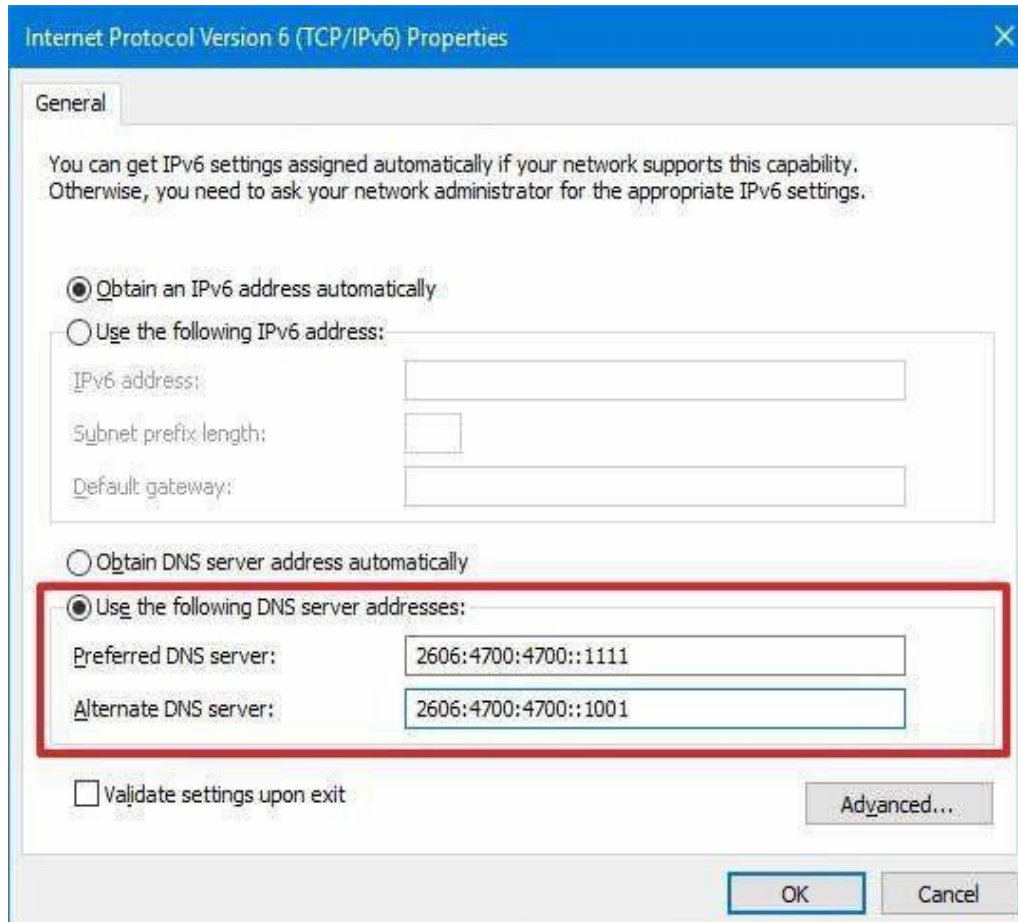 Internet Protocol Version 6 (TCP/IPv6) Properties
General
You can get IPv6 settings assigned automatically if your network supports this capability.
Otherwise, you need to ask your network administrator for the appropriate IPv6 settings.
Obtain an IPv6 address automatically
Use the following IPv6 address:
IPv6 address:
Subnet prefix length:
Default gateway:
Obtain DNS server address automatically
Use the following DNS server addresses:
Preferred DNS server: 2606:4700:4700::1111
Alternate DNS server: 2606:4700:4700::1001
Validate settings upon exit
Advanced...
OK Cancel